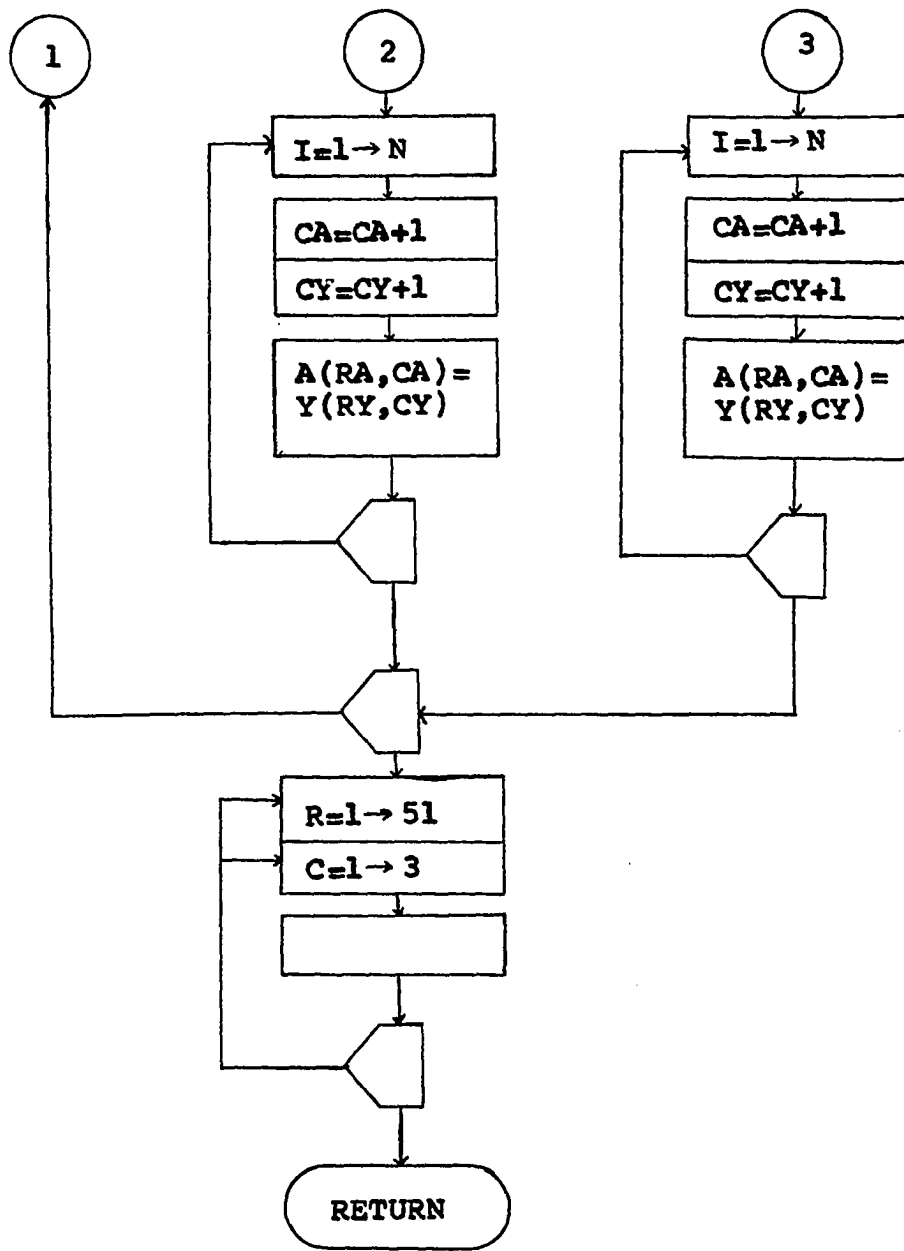 1
2
3
I=1→N
CA=CA+1
CY=CY+1
A(RA,CA)=
Y(RY,CY)
I=1→N
CA=CA+1
CY=CY+1
A(RA,CA)=
Y(RY,CY)
R=1→51
C=1→3
RETURN